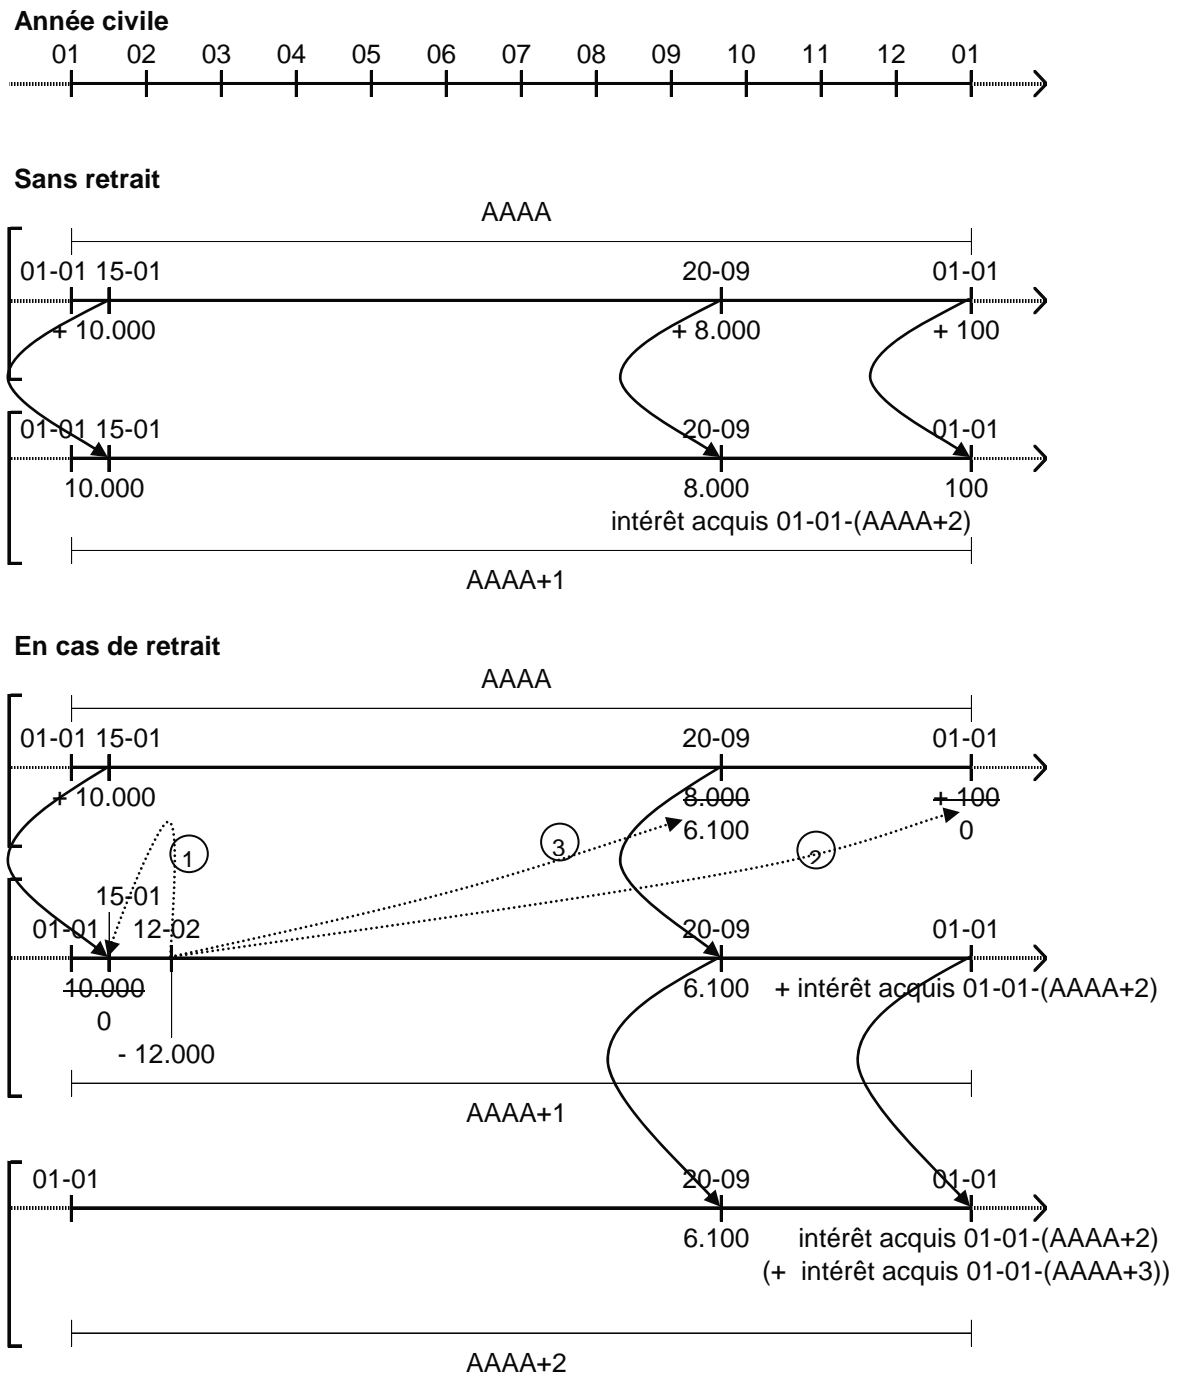 Année civile
01 02 03 04 05 06 07 08 09 10 11 12 01
Sans retrait
AAAA
01-01 15-01 20-09 01-01
+ 10.000 + 8.000 + 100
01-01 15-01 20-09 01-01
10.000 8.000 100
intérêt acquis 01-01-(AAAA+2)
AAAA+1
En cas de retrait
AAAA
01-01 15-01 20-09 01-01
+ 10.000 8.000 + 100
6.100 0
1 3 2
15-01
01-01 12-02 20-09 01-01
10.000 6.100 + intérêt acquis 01-01-(AAAA+2)
0
- 12.000
AAAA+1
01-01 20-09 01-01
6.100 intérêt acquis 01-01-(AAAA+2)
(+ intérêt acquis 01-01-(AAAA+3))
AAAA+2